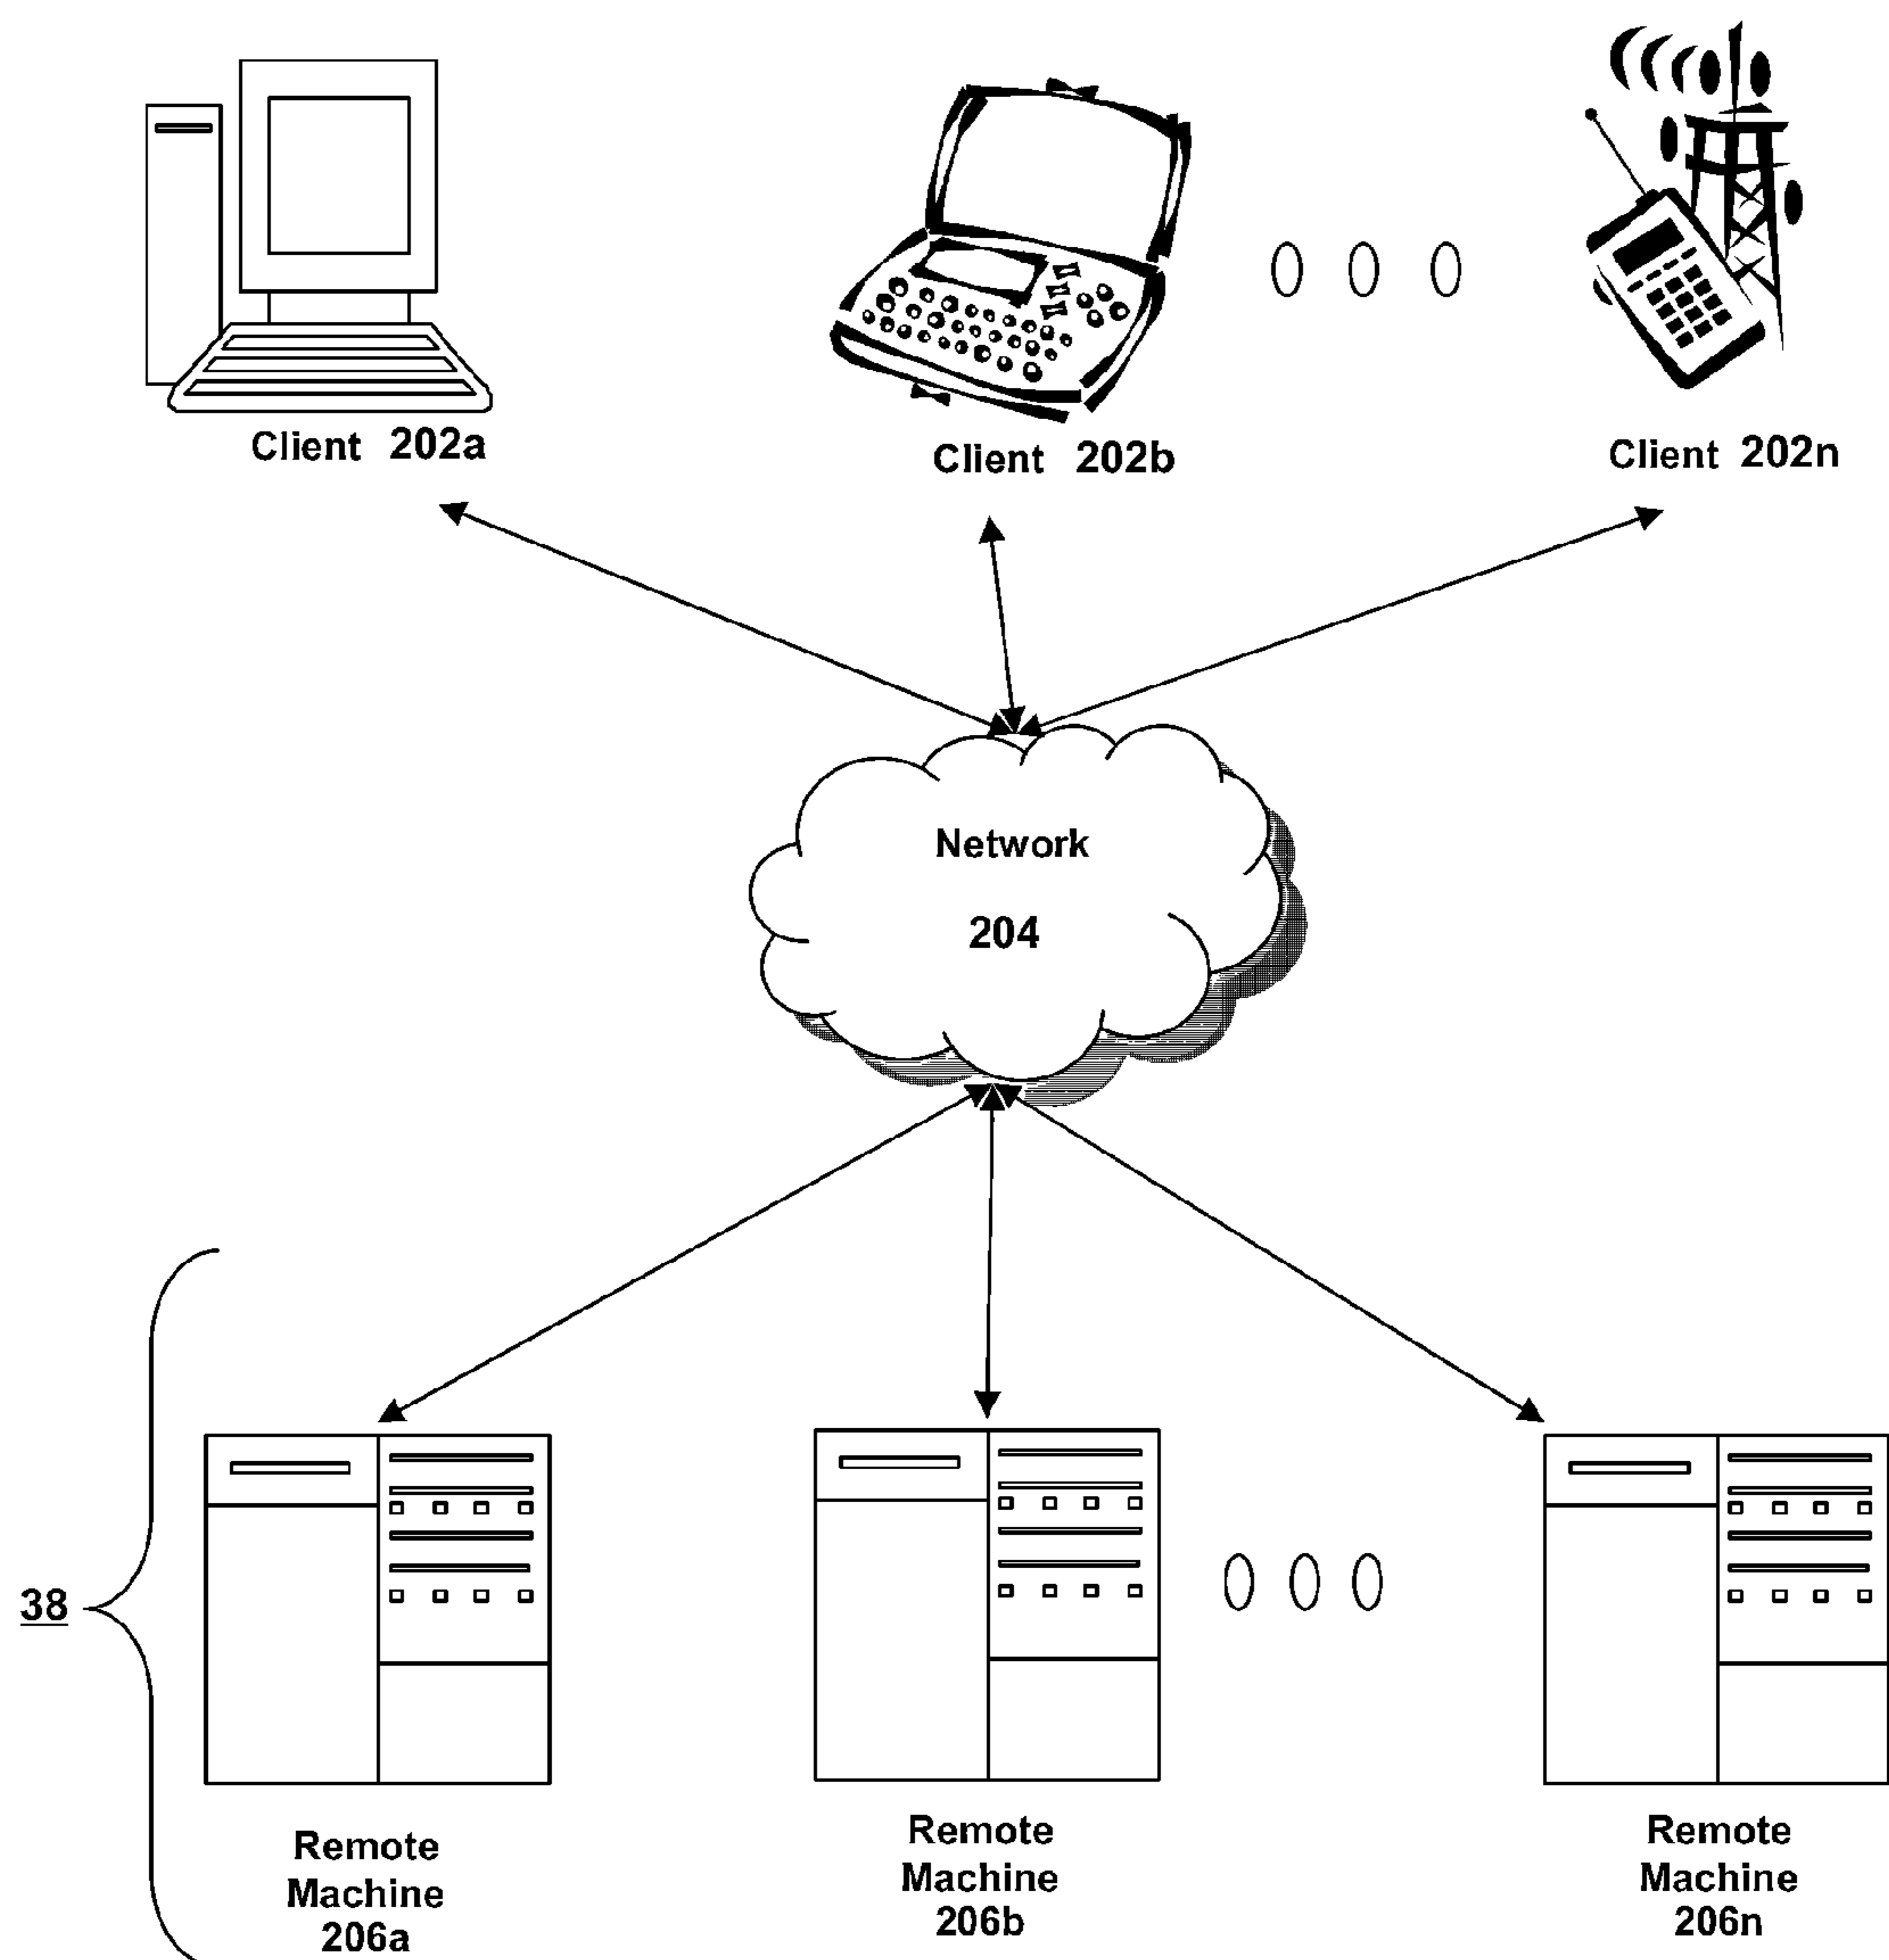 Client 202a
Client 202b
Client 202n
Network
204
38
Remote
Machine
206a
Remote
Machine
206b
Remote
Machine
206n